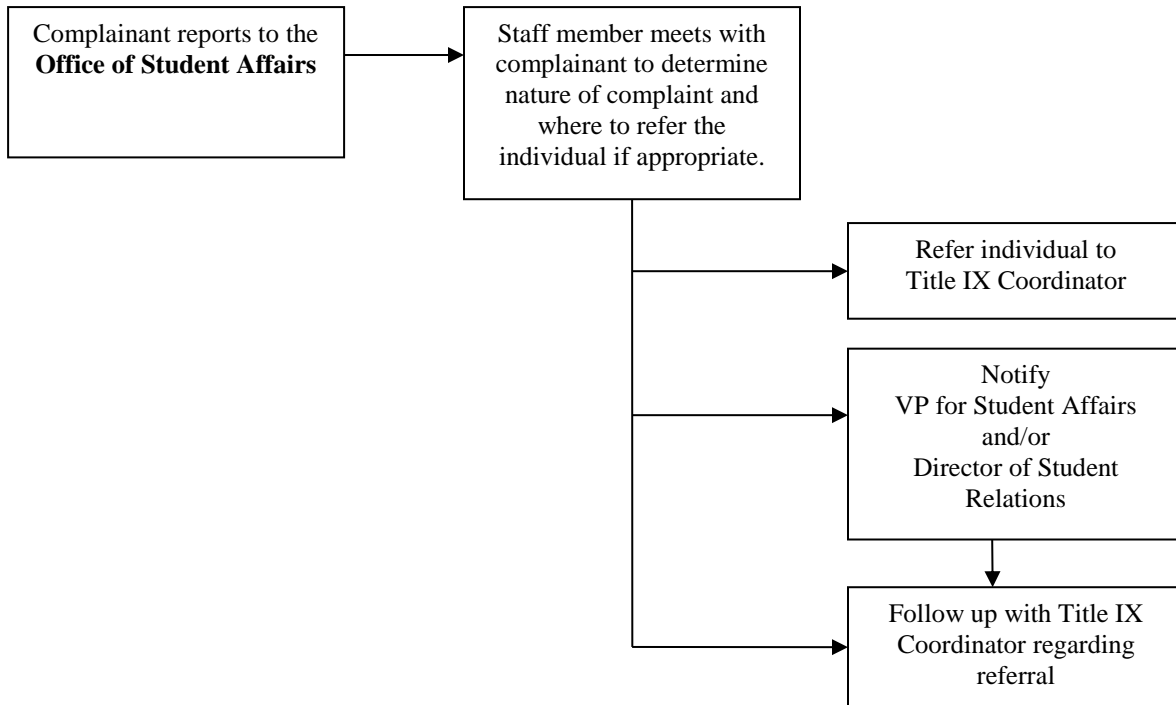 Complainant reports to the
Office of Student Affairs
Staff member meets with
complainant to determine
nature of complaint and
where to refer the
individual if appropriate.
Refer individual to
Title IX Coordinator
Notify
VP for Student Affairs
and/or
Director of Student
Relations
Follow up with Title IX
Coordinator regarding
referral